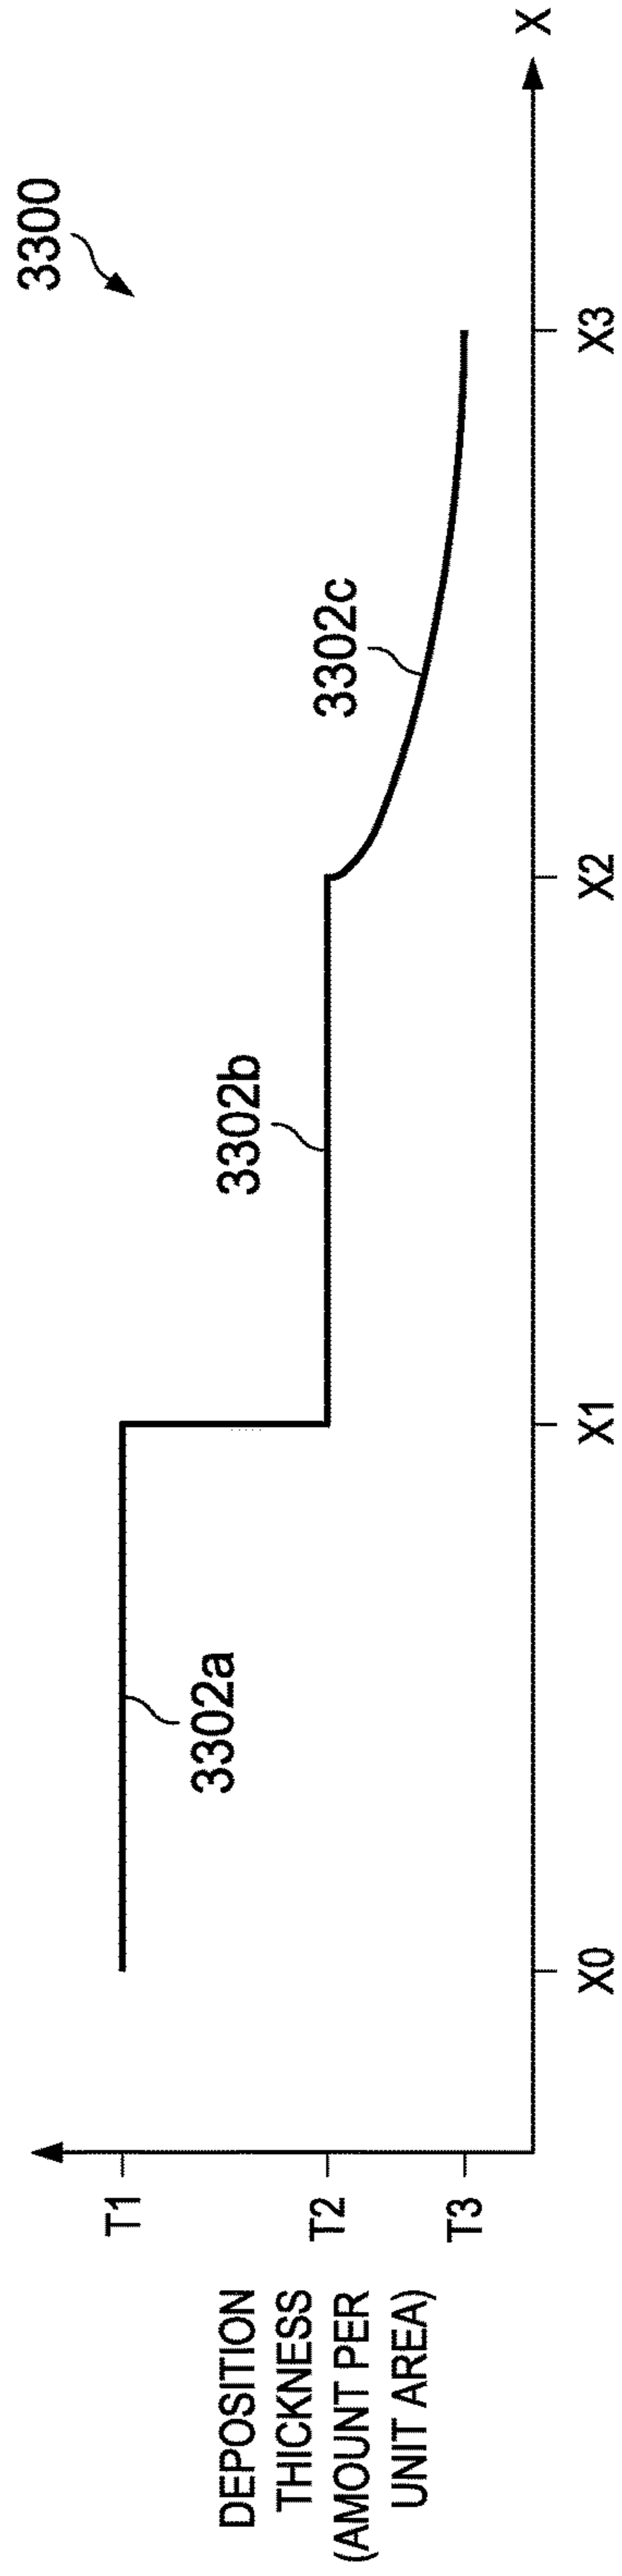 3300
T1
T2
T3
DEPOSITION
THICKNESS
(AMOUNT PER
UNIT AREA)
3302a
3302b
3302c
X0
X1
X2
X3
X